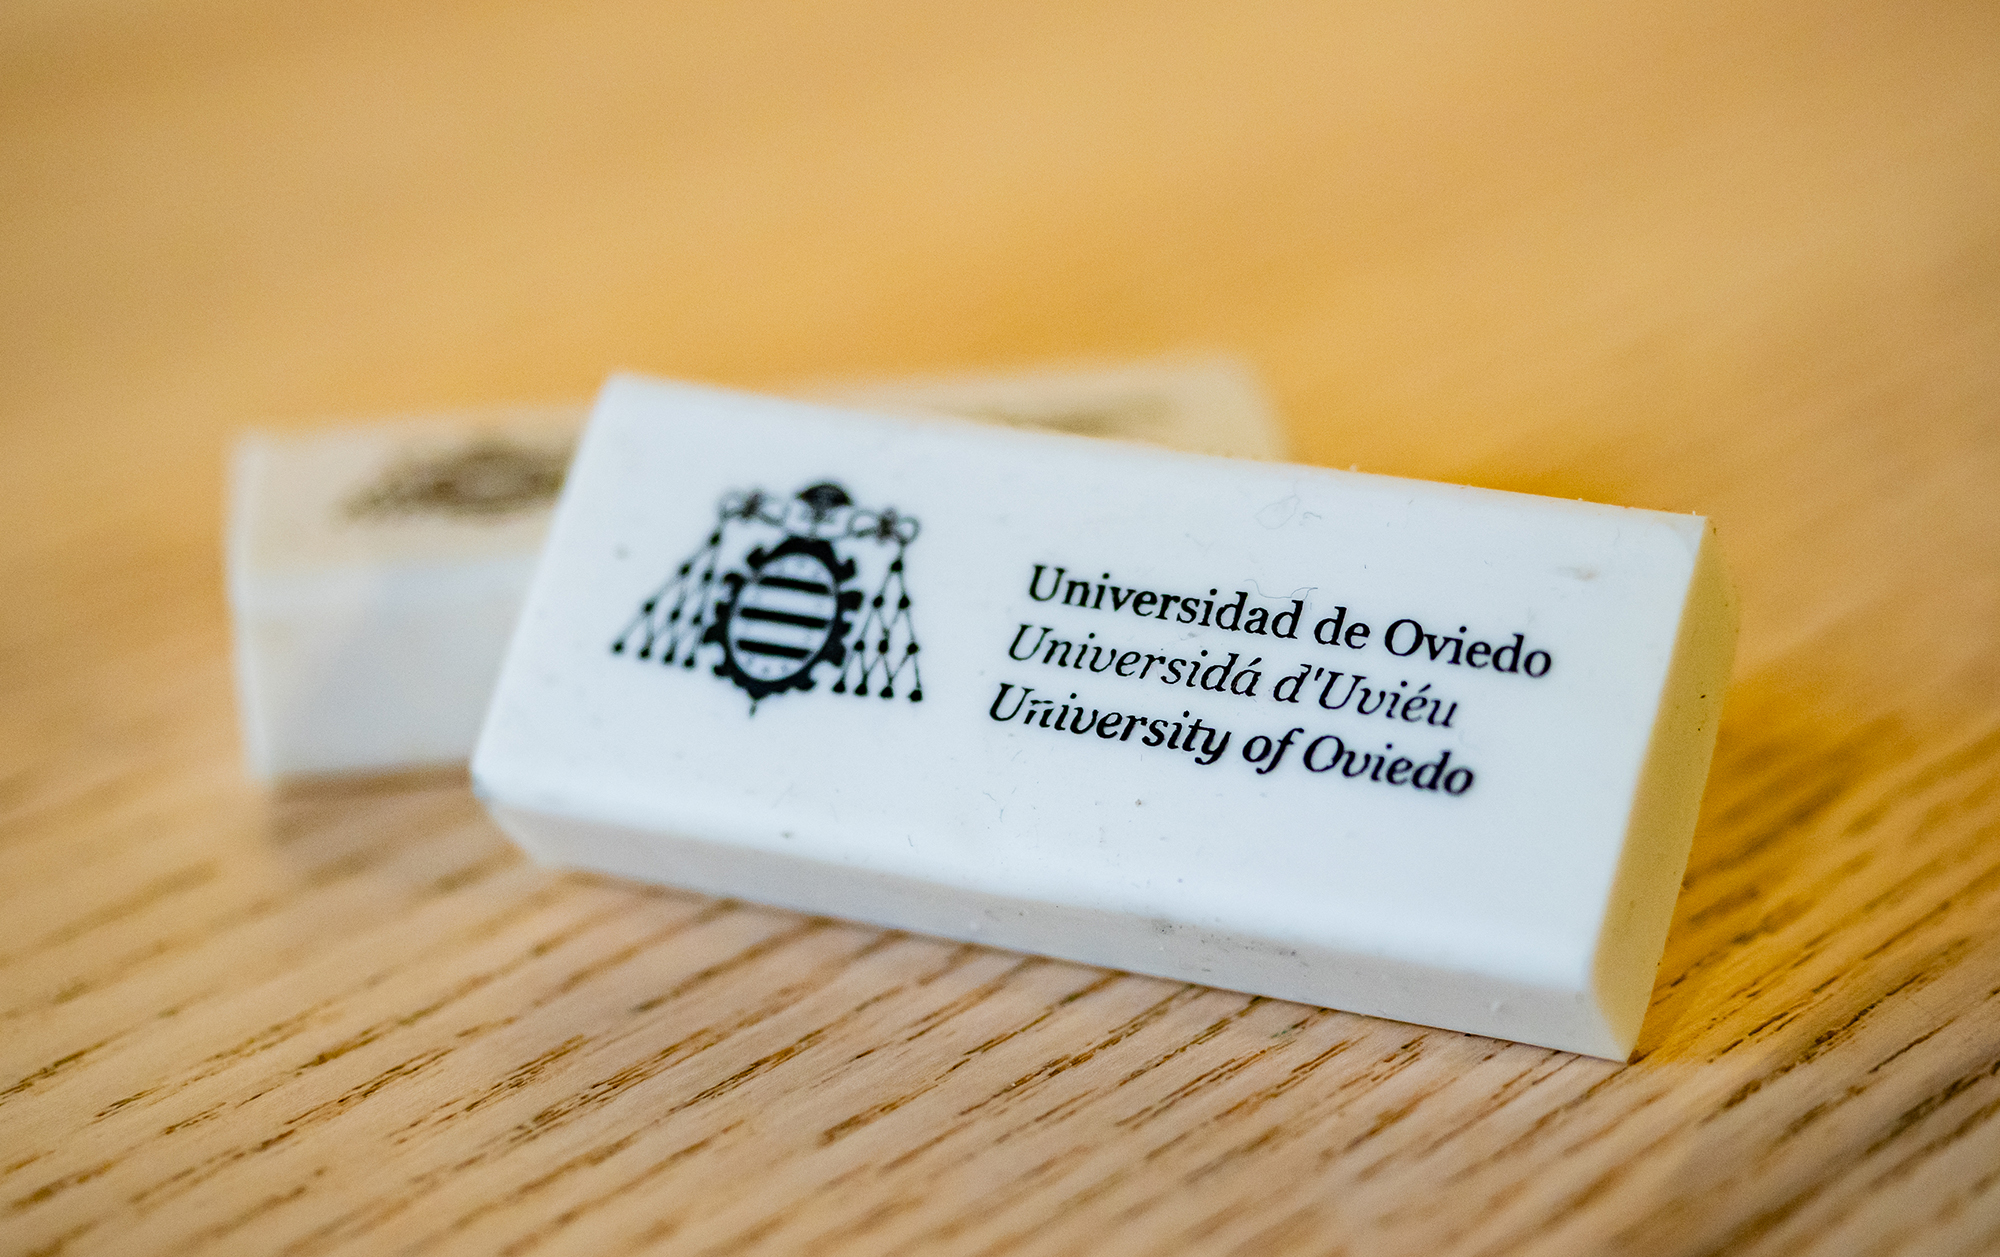 Universidad de Oviedo
Universidá d'Uviéu
University of Oviedo